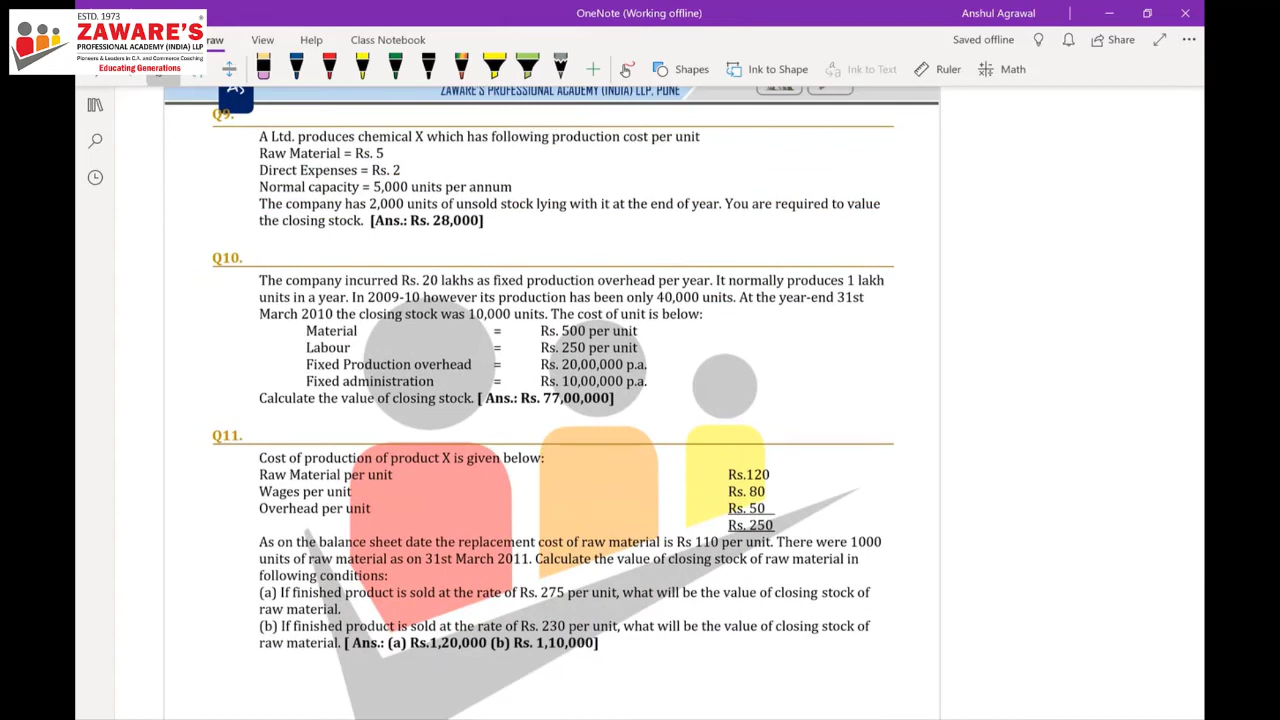 ESTD. 1973
ZAWARE'S
PROFESSIONAL ACADEMY (INDIA) LLP
Pioneers & Leaders in C.A. and Commerce Coaching
Educating Generations
OneNote (Working offline)
Anshul Agrawal
raw View Help Class Notebook
Saved offline Share
Shapes Ink to Shape Ink to Text Ruler Math
ZAWARE'S PROFESSIONAL ACADEMY (INDIA) LLP, PUNE
Q9.
A Ltd. produces chemical X which has following production cost per unit
Raw Material = Rs. 5
Direct Expenses = Rs. 2
Normal capacity = 5,000 units per annum
The company has 2,000 units of unsold stock lying with it at the end of year. You are required to value
the closing stock. [Ans.: Rs. 28,000]
Q10.
The company incurred Rs. 20 lakhs as fixed production overhead per year. It normally produces 1 lakh
units in a year. In 2009-10 however its production has been only 40,000 units. At the year-end 31st
March 2010 the closing stock was 10,000 units. The cost of unit is below:
Material = Rs. 500 per unit
Labour = Rs. 250 per unit
Fixed Production overhead = Rs. 20,00,000 p.a.
Fixed administration = Rs. 10,00,000 p.a.
Calculate the value of closing stock. [ Ans.: Rs. 77,00,000]
Q11.
Cost of production of product X is given below:
Raw Material per unit Rs.120
Wages per unit Rs. 80
Overhead per unit Rs. 50
Rs. 250
As on the balance sheet date the replacement cost of raw material is Rs 110 per unit. There were 1000
units of raw material as on 31st March 2011. Calculate the value of closing stock of raw material in
following conditions:
(a) If finished product is sold at the rate of Rs. 275 per unit, what will be the value of closing stock of
raw material.
(b) If finished product is sold at the rate of Rs. 230 per unit, what will be the value of closing stock of
raw material. [ Ans.: (a) Rs.1,20,000 (b) Rs. 1,10,000]